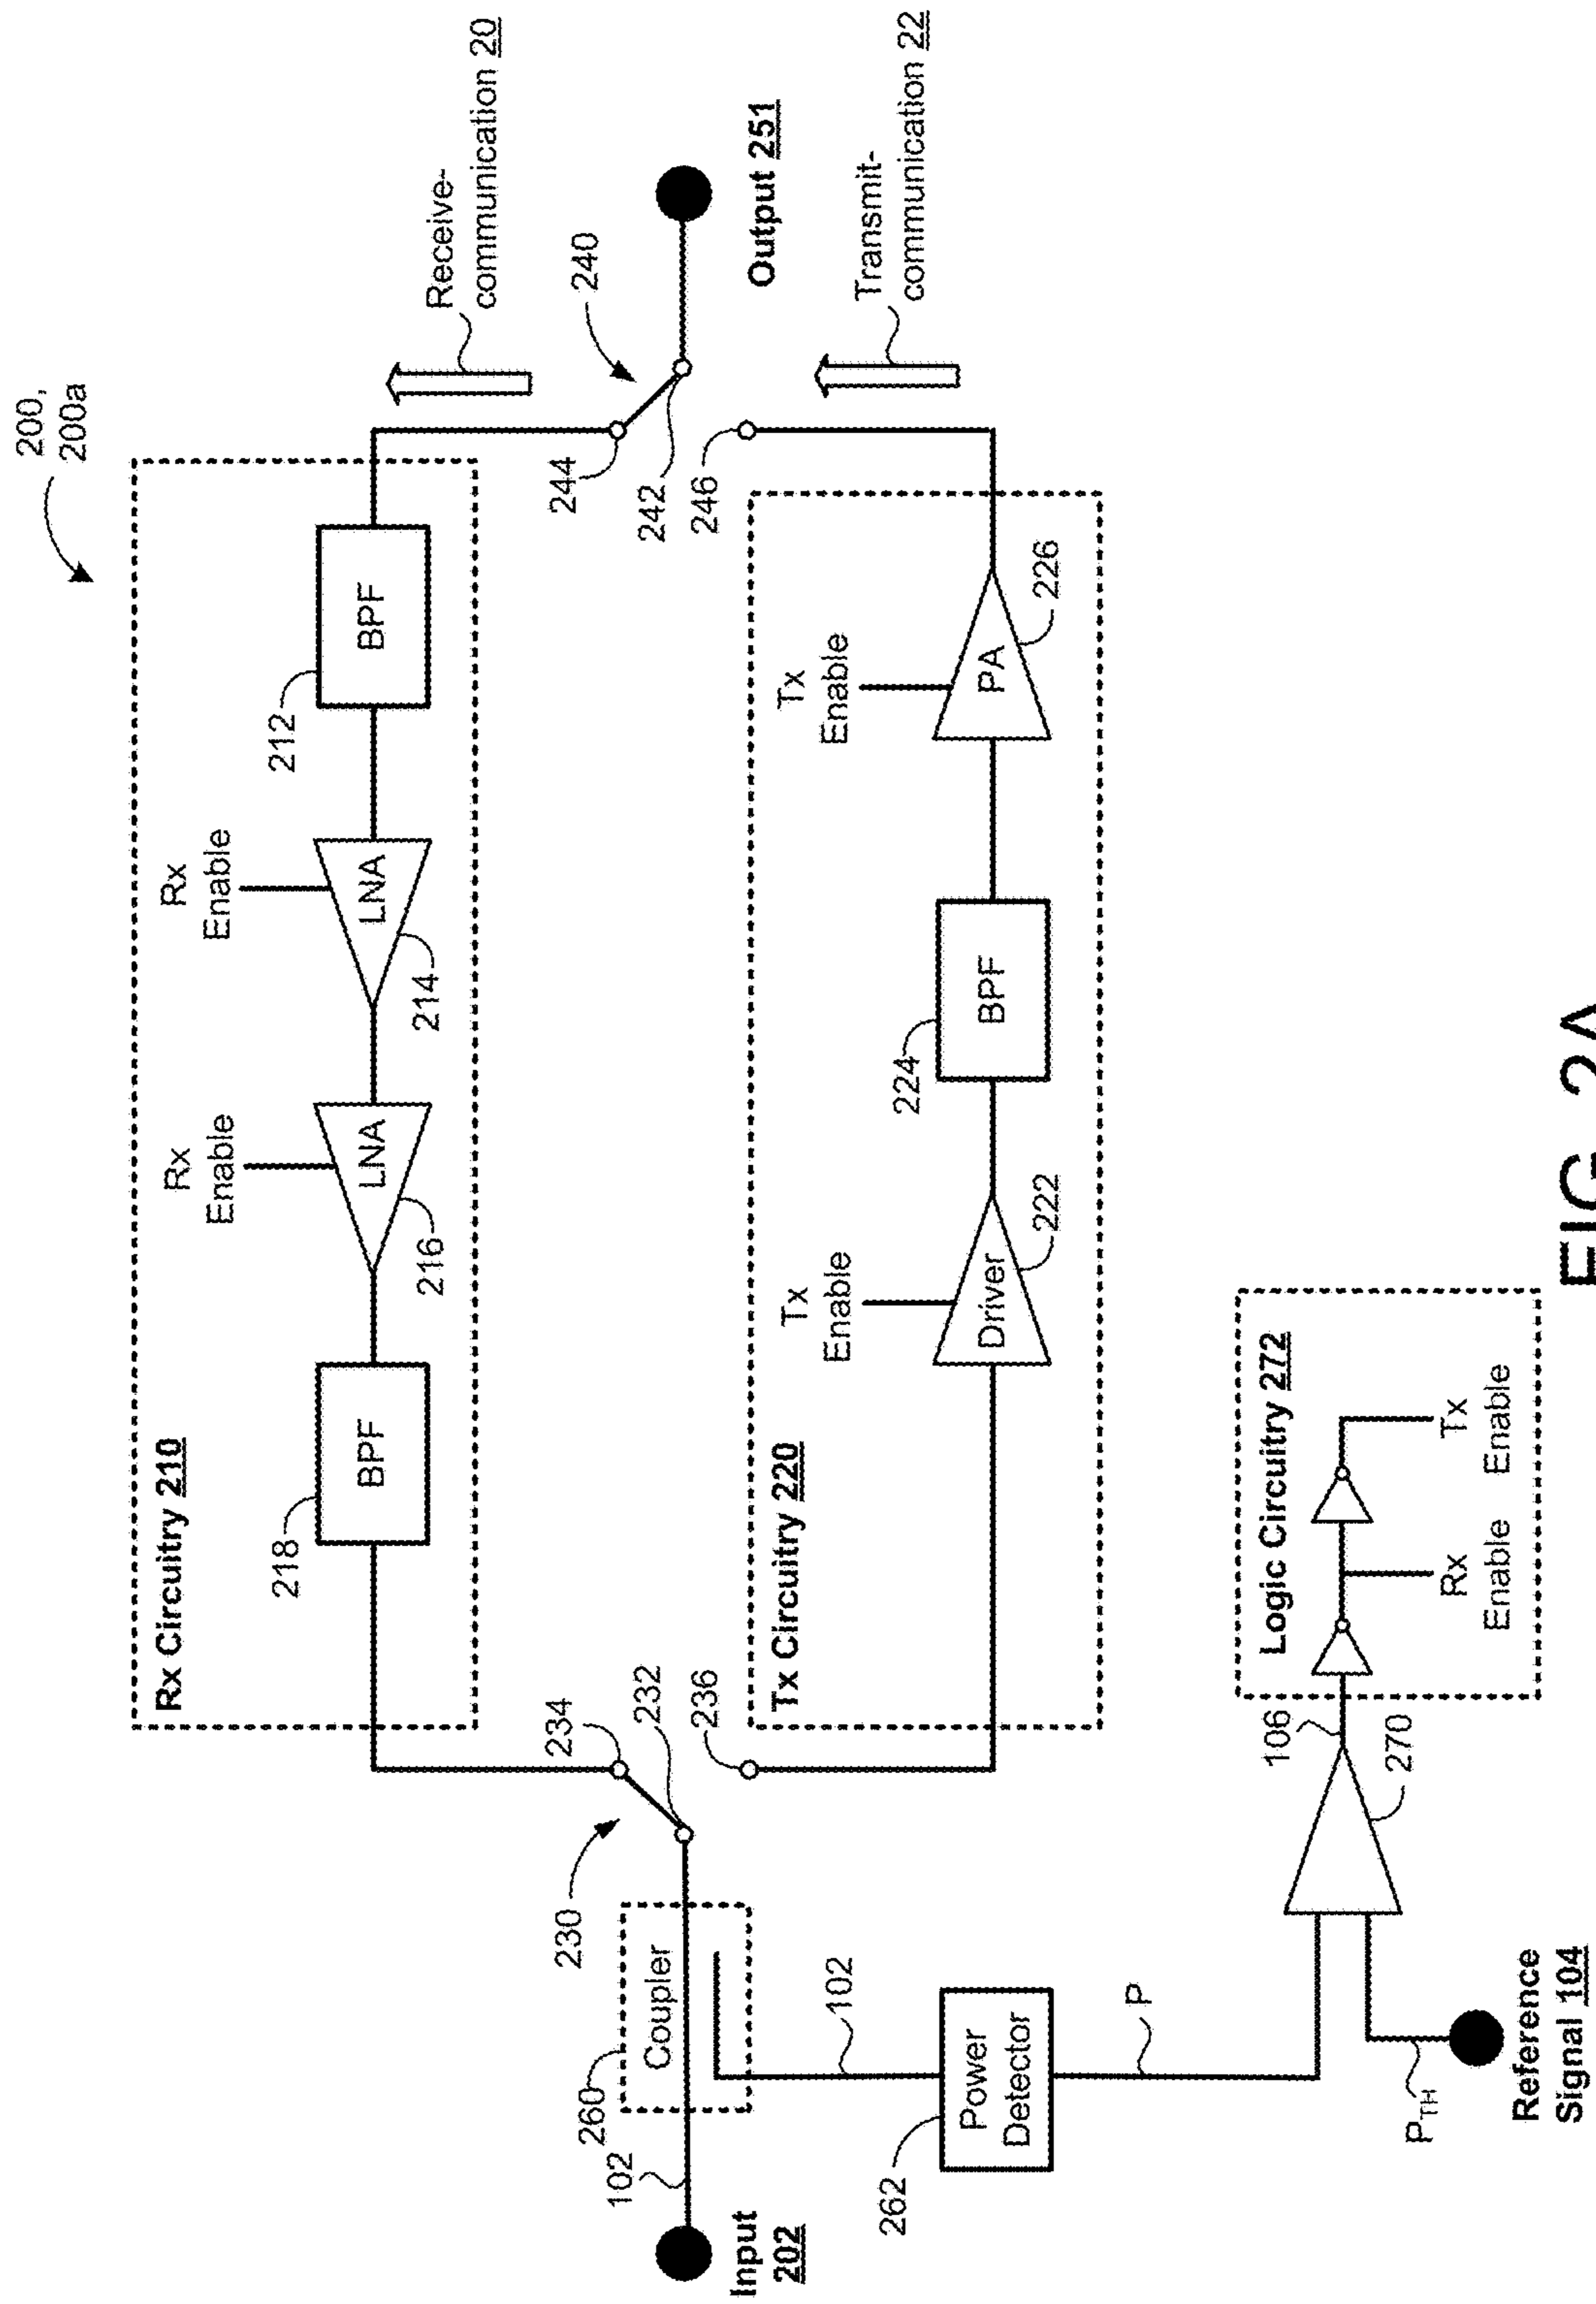 200,
200a
Rx Circuitry 210
218
BPF
Rx
Enable
LNA
216
Rx
Enable
LNA
214
212
BPF
Receive-
communication 20
234
232
230
244
242
240
246
236
Output 251
Transmit-
communication 22
Input
202
102
260
Coupler
Tx Circuitry 220
Tx
Enable
Driver
222
224
BPF
Tx
Enable
PA
226
102
262
Power
Detector
P
P_TH
Reference
Signal 104
270
106
Logic Circuitry 272
Rx
Enable
Tx
Enable
FIG. 2A